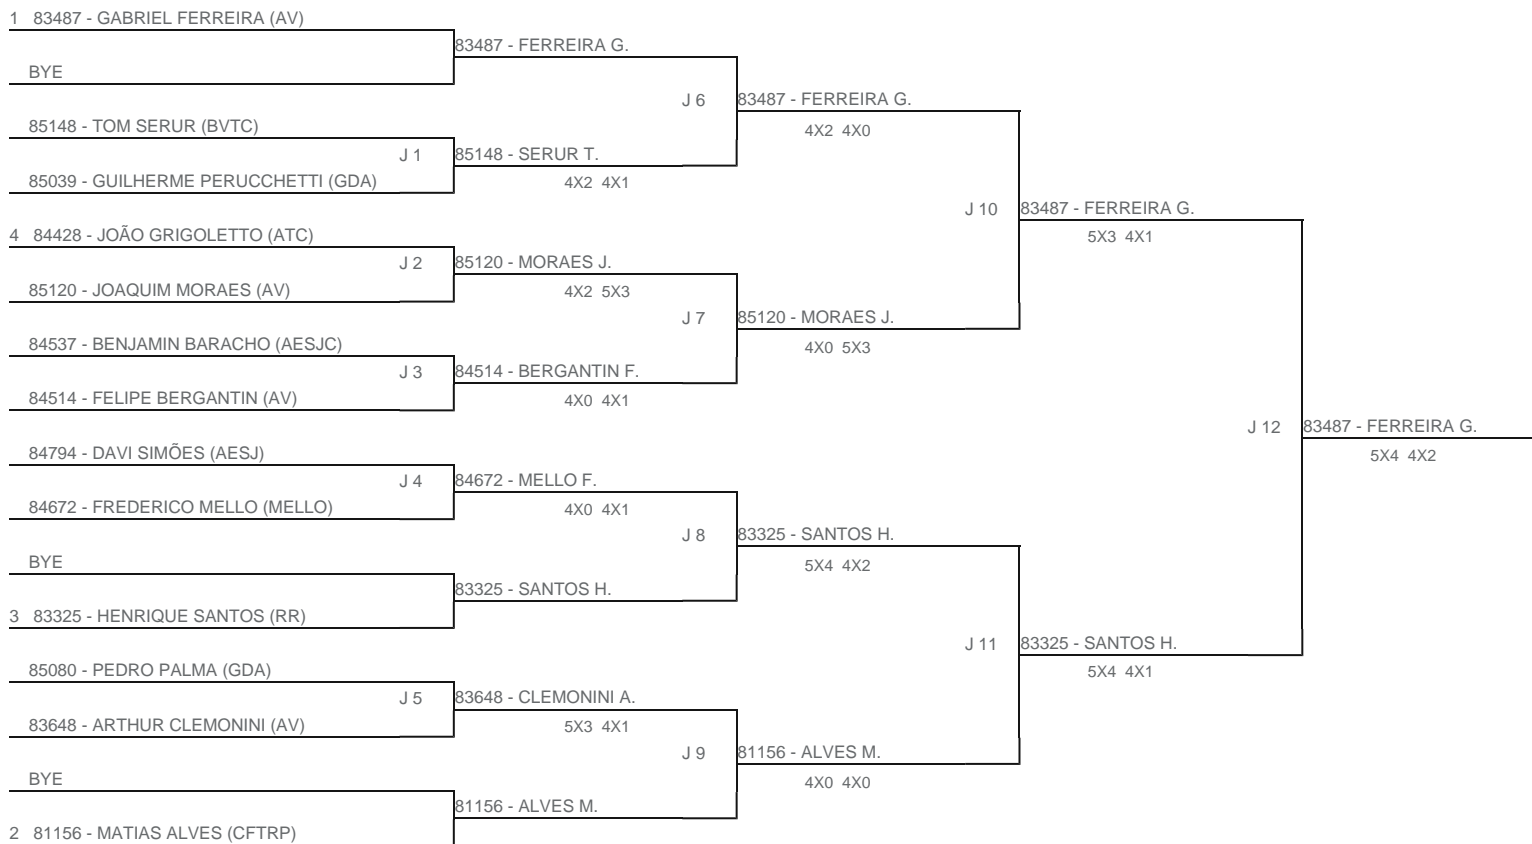 1 83487 - GABRIEL FERREIRA (AV)
83487 - FERREIRA G.
BYE
J 6
83487 - FERREIRA G.
4X2 4X0
85148 - TOM SERUR (BVTC)
J 1
85148 - SERUR T.
4X2 4X1
85039 - GUILHERME PERUCCHETTI (GDA)
J 10
83487 - FERREIRA G.
5X3 4X1
4 84428 - JOÃO GRIGOLETTO (ATC)
J 2
85120 - MORAES J.
4X2 5X3
85120 - JOAQUIM MORAES (AV)
J 7
85120 - MORAES J.
4X0 5X3
84537 - BENJAMIN BARACHO (AESJC)
J 3
84514 - BERGANTIN F.
4X0 4X1
84514 - FELIPE BERGANTIN (AV)
J 12
83487 - FERREIRA G.
5X4 4X2
84794 - DAVI SIMÕES (AESJ)
J 4
84672 - MELLO F.
4X0 4X1
84672 - FREDERICO MELLO (MELLO)
J 8
83325 - SANTOS H.
5X4 4X2
BYE
83325 - SANTOS H.
3 83325 - HENRIQUE SANTOS (RR)
J 11
83325 - SANTOS H.
5X4 4X1
85080 - PEDRO PALMA (GDA)
J 5
83648 - CLEMONINI A.
5X3 4X1
83648 - ARTHUR CLEMONINI (AV)
J 9
81156 - ALVES M.
4X0 4X0
BYE
81156 - ALVES M.
2 81156 - MATIAS ALVES (CFTRP)